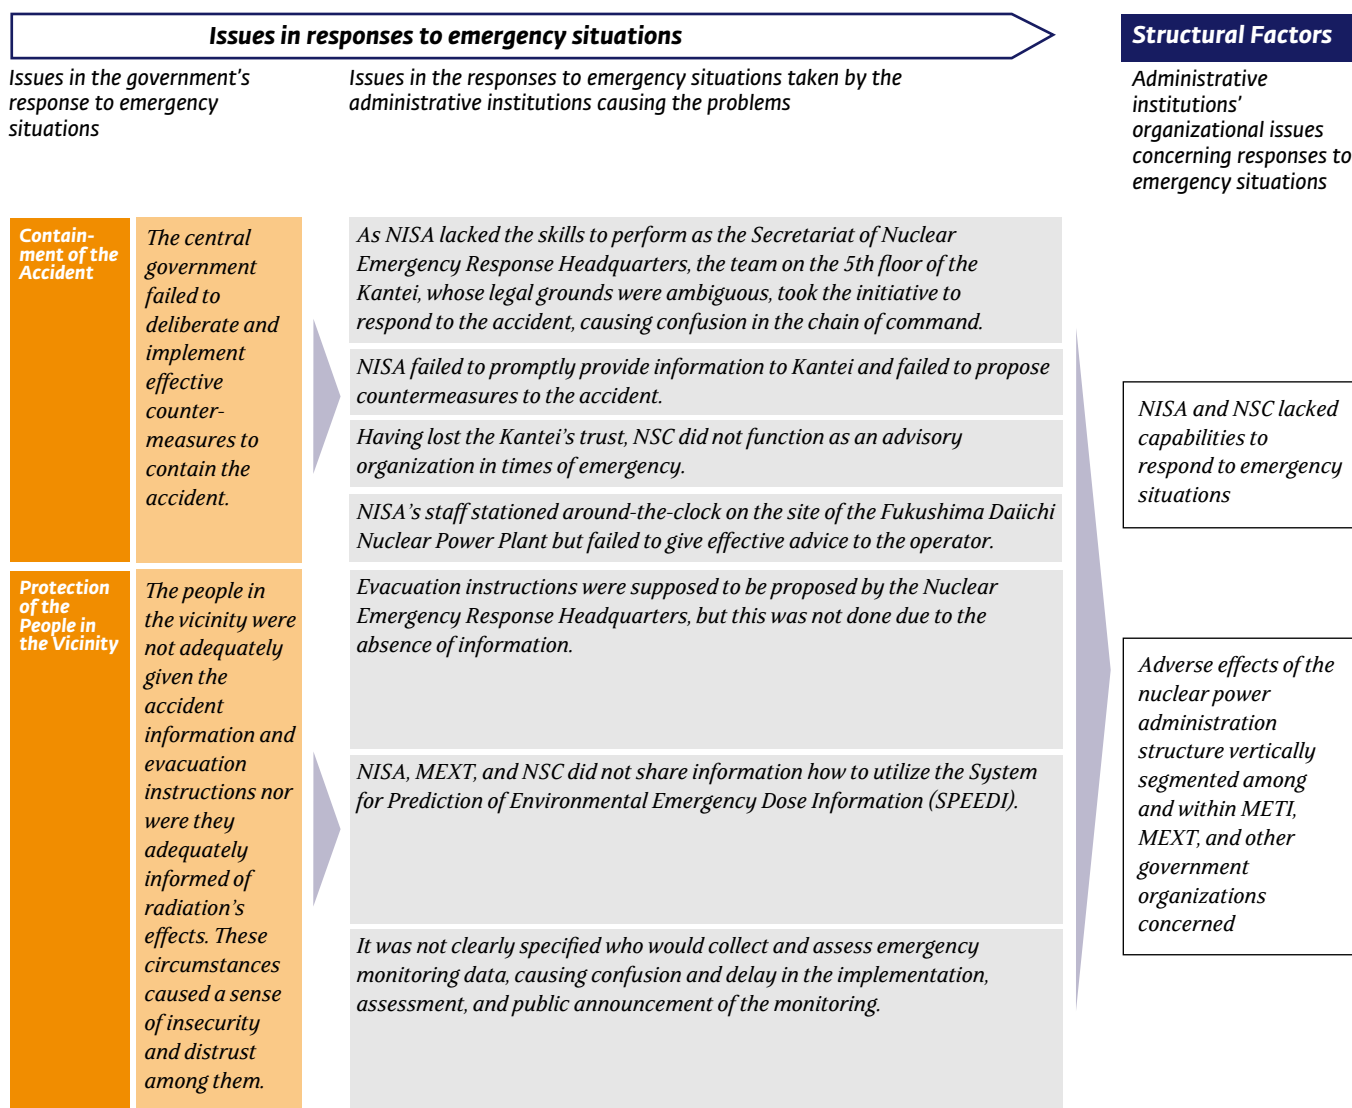 Issues in responses to emergency situations
Structural Factors
Issues in the government's
response to emergency
situations
Issues in the responses to emergency situations taken by the
administrative institutions causing the problems
Administrative
institutions'
organizational issues
concerning responses to
emergency situations
Contain-
ment of the
Accident
The central
government
failed to
deliberate and
implement
effective
counter-
measures to
contain the
accident.
As NISA lacked the skills to perform as the Secretariat of Nuclear
Emergency Response Headquarters, the team on the 5th floor of the
Kantei, whose legal grounds were ambiguous, took the initiative to
respond to the accident, causing confusion in the chain of command.
NISA failed to promptly provide information to Kantei and failed to propose
countermeasures to the accident.
Having lost the Kantei's trust, NSC did not function as an advisory
organization in times of emergency.
NISA's staff stationed around-the-clock on the site of the Fukushima Daiichi
Nuclear Power Plant but failed to give effective advice to the operator.
Protection
of the
People in
the Vicinity
The people in
the vicinity were
not adequately
given the
accident
information and
evacuation
instructions nor
were they
adequately
informed of
radiation's
effects. These
circumstances
caused a sense
of insecurity
and distrust
among them.
Evacuation instructions were supposed to be proposed by the Nuclear
Emergency Response Headquarters, but this was not done due to the
absence of information.
NISA, MEXT, and NSC did not share information how to utilize the System
for Prediction of Environmental Emergency Dose Information (SPEEDI).
It was not clearly specified who would collect and assess emergency
monitoring data, causing confusion and delay in the implementation,
assessment, and public announcement of the monitoring.
NISA and NSC lacked
capabilities to
respond to emergency
situations
Adverse effects of the
nuclear power
administration
structure vertically
segmented among
and within METI,
MEXT, and other
government
organizations
concerned